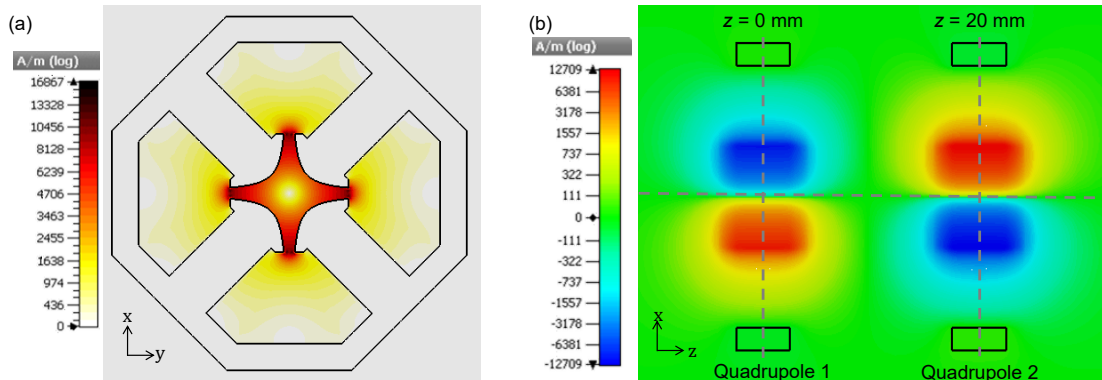 (a)
A/m (log)
16867
13328
10456
8128
6239
4706
3463
2455
1638
974
436
0
x
y
(b)
A/m (log)
12709
6381
3178
1557
737
322
111
0
-111
-322
-737
-1557
-3178
-6381
-12709
z = 0 mm
z = 20 mm
x
z
Quadrupole 1
Quadrupole 2